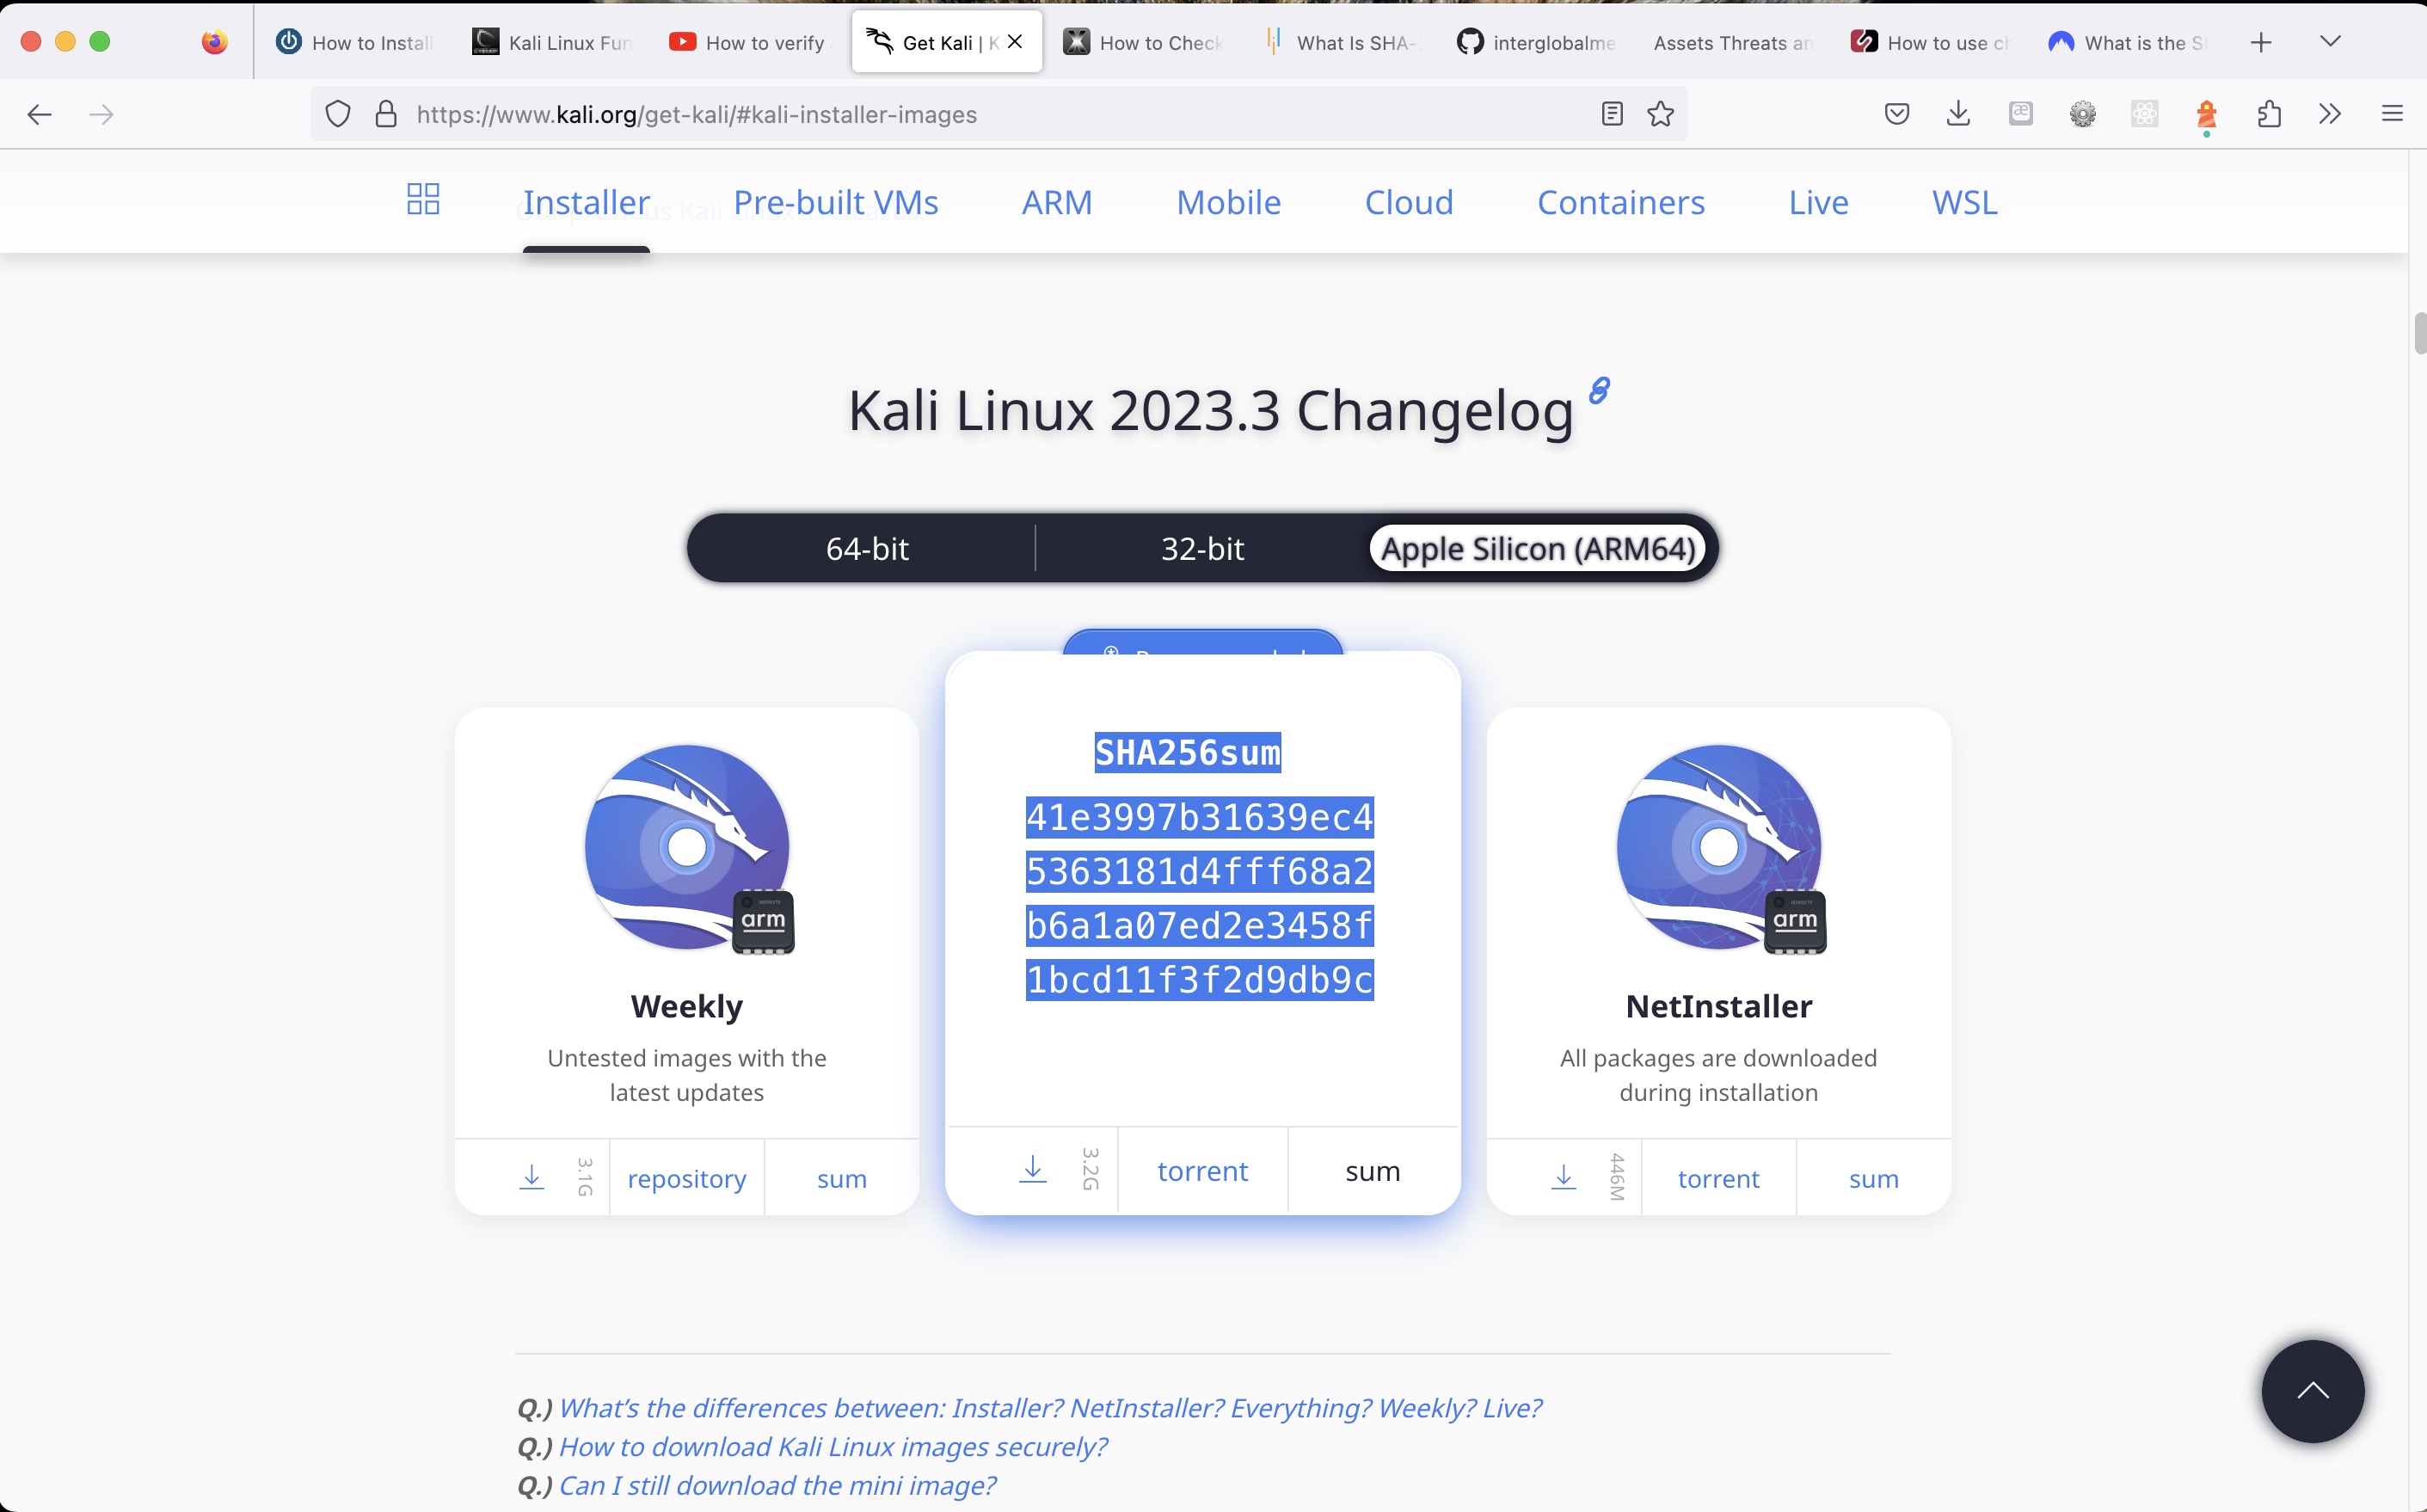 How to Install
Kali Linux Fun
How to verify
Get Kali | K
How to Check
What Is SHA-
interglobalme
Assets Threats an
How to use ch
What is the S
https://www.kali.org/get-kali/#kali-installer-images
Installer
Pre-built VMs
ARM
Mobile
Cloud
Containers
Live
WSL
Kali Linux 2023.3 Changelog
64-bit
32-bit
Apple Silicon (ARM64)
SHA256sum
41e3997b31639ec4
5363181d4fff68a2
b6a1a07ed2e3458f
1bcd11f3f2d9db9c
arm
Weekly
Untested images with the
latest updates
3.1G
repository
sum
3.2G
torrent
sum
arm
NetInstaller
All packages are downloaded
during installation
446M
torrent
sum
Q.) What's the differences between: Installer? NetInstaller? Everything? Weekly? Live?
Q.) How to download Kali Linux images securely?
Q.) Can I still download the mini image?